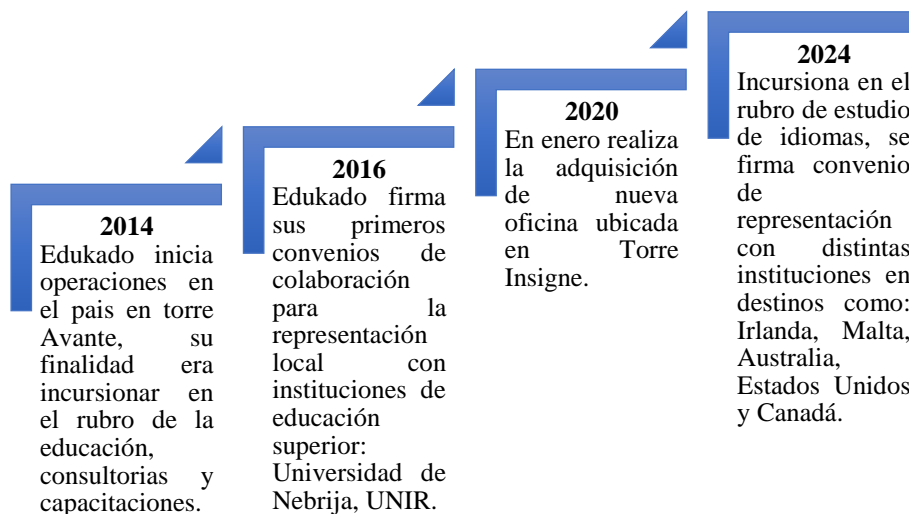 2014
Edukado inicia
operaciones en
el pais en torre
Avante, su
finalidad era
incursionar en
el rubro de la
educación,
consultorias y
capacitaciones.
2016
Edukado firma
sus primeros
convenios de
colaboración
para la
representación
local con
instituciones de
educación
superior:
Universidad de
Nebrija, UNIR.
2020
En enero realiza
la adquisición
de nueva
oficina ubicada
en Torre
Insigne.
2024
Incursiona en el
rubro de estudio
de idiomas, se
firma convenio
de
representación
con distintas
instituciones en
destinos como:
Irlanda, Malta,
Australia,
Estados Unidos
y Canadá.